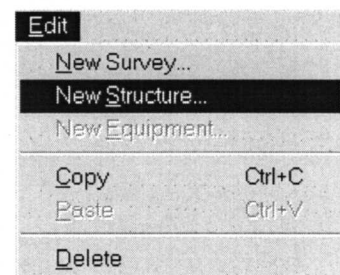 Edit
New Survey...
New Structure...
New Equipment...
Copy Ctrl+C
Paste Ctrl+V
Delete